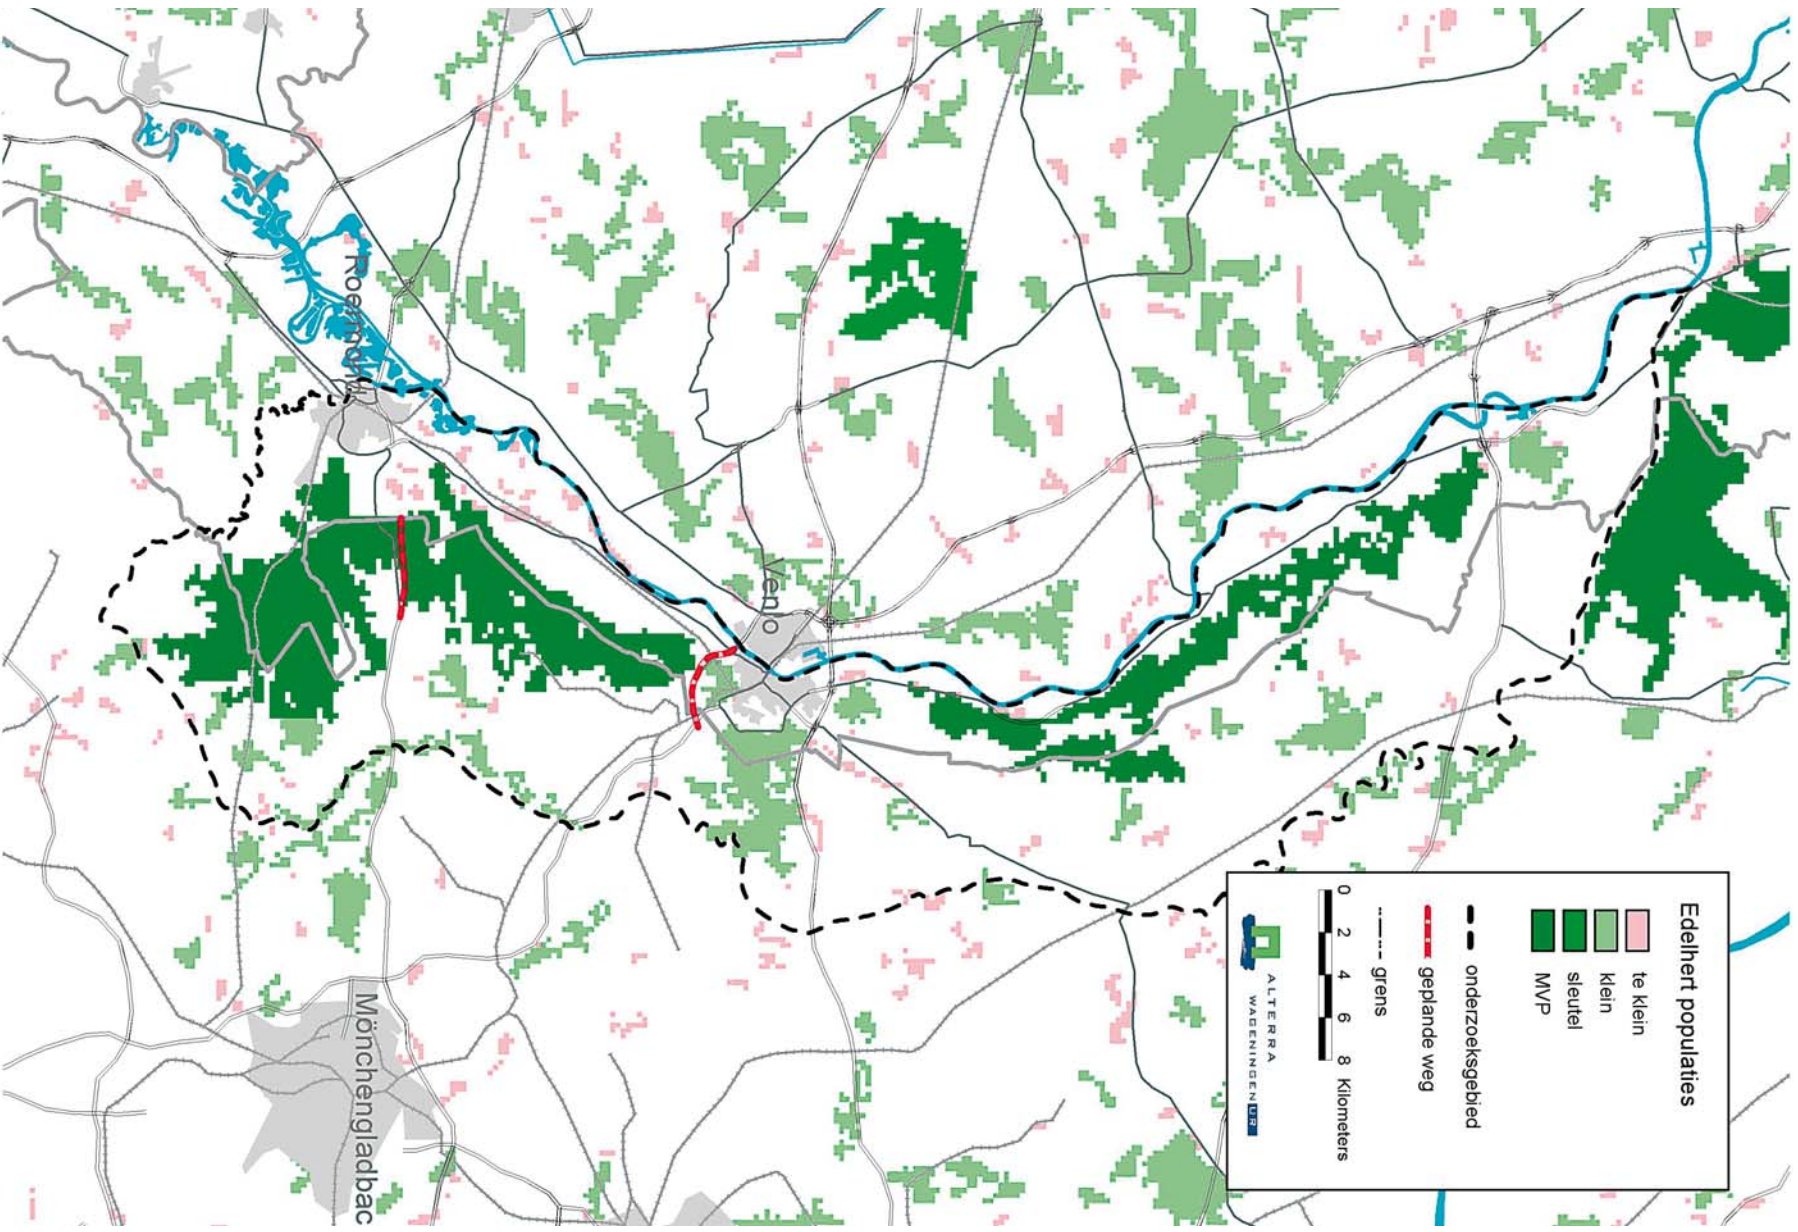 Roermond
Venlo
Mönchengladbac
Edelhert populaties
te klein
klein
sleutel
MVP
onderzoeksgebied
geplande weg
grens
0 2 4 6 8 Kilometers
ALTERRA
WAGENINGEN UR